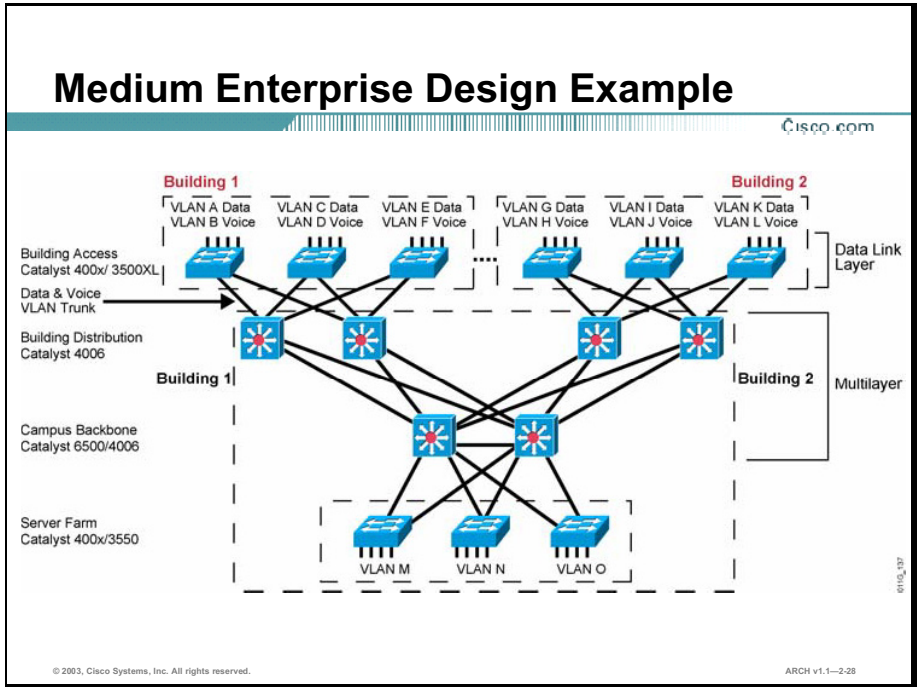 Medium Enterprise Design Example
Cisco.com
Building 1
Building 2
VLAN A Data
VLAN B Voice
VLAN C Data
VLAN D Voice
VLAN E Data
VLAN F Voice
VLAN G Data
VLAN H Voice
VLAN I Data
VLAN J Voice
VLAN K Data
VLAN L Voice
Building Access
Catalyst 400x/ 3500XL
Data Link
Layer
Data & Voice
VLAN Trunk
Building Distribution
Catalyst 4006
Building 1
Building 2
Multilayer
Campus Backbone
Catalyst 6500/4006
Server Farm
Catalyst 400x/3550
VLAN M
VLAN N
VLAN O
I011G_137
© 2003, Cisco Systems, Inc. All rights reserved.
ARCH v1.1—2-28